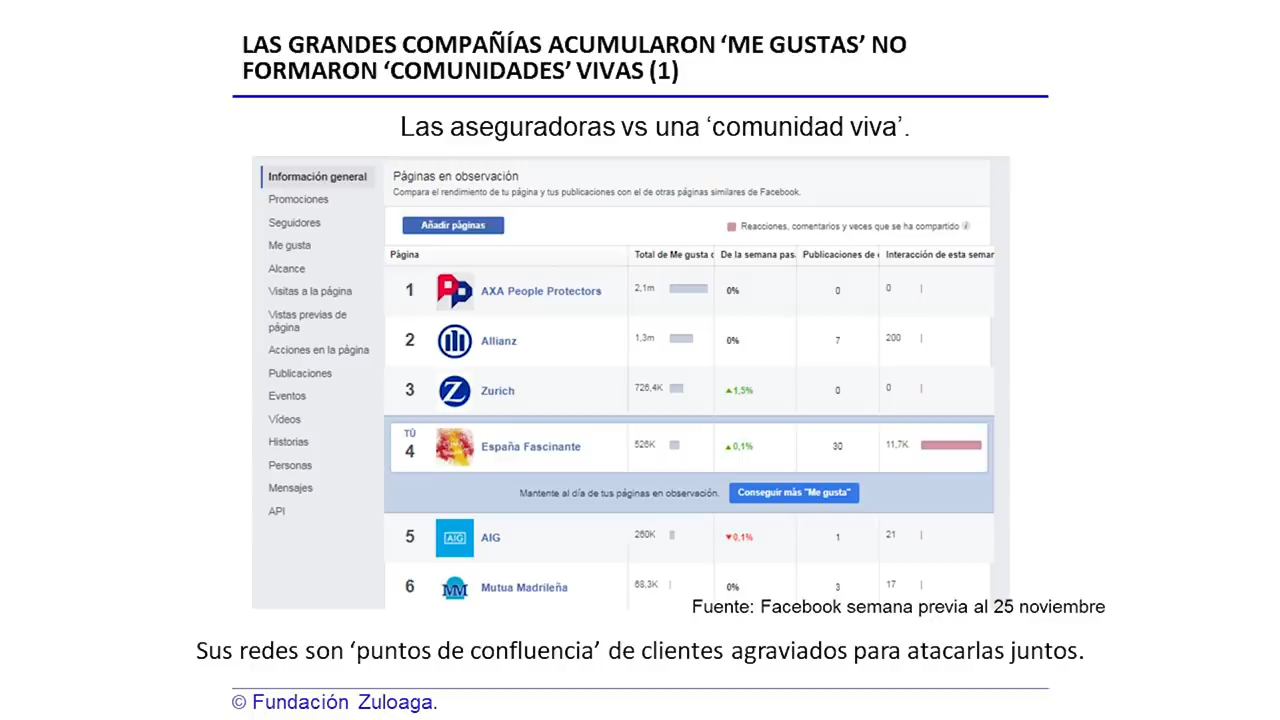 LAS GRANDES COMPAÑÍAS ACUMULARON ‘ME GUSTAS’ NO
FORMARON ‘COMUNIDADES’ VIVAS (1)
Las aseguradoras vs una ‘comunidad viva’.
Información general
Promociones
Seguidores
Me gusta
Alcance
Visitas a la página
Vistas previas de
página
Acciones en la página
Publicaciones
Eventos
Vídeos
Historias
Personas
Mensajes
API
Páginas en observación
Compara el rendimiento de tu página y tus publicaciones con el de otras páginas similares de Facebook.
Añadir páginas
Reacciones, comentarios y veces que se ha compartido
Página Total de Me gusta d De la semana pas. Publicaciones de Interacción de esta semar
1 AXA People Protectors 2,1m 0% 0 0
2 Allianz 1,3m 0% 7 200
3 Zurich 726,4K 1,5% 0 0
TÚ
4 España Fascinante 526K 0,1% 30 11,7K
Mantente al día de tus páginas en observación. Conseguir más "Me gusta"
5 AIG AIG 260K 0,1% 1 21
6 MM Mutua Madrileña 68,3K 0% 3 17
Fuente: Facebook semana previa al 25 noviembre
Sus redes son ‘puntos de confluencia’ de clientes agraviados para atacarlas juntos.
© Fundación Zuloaga.